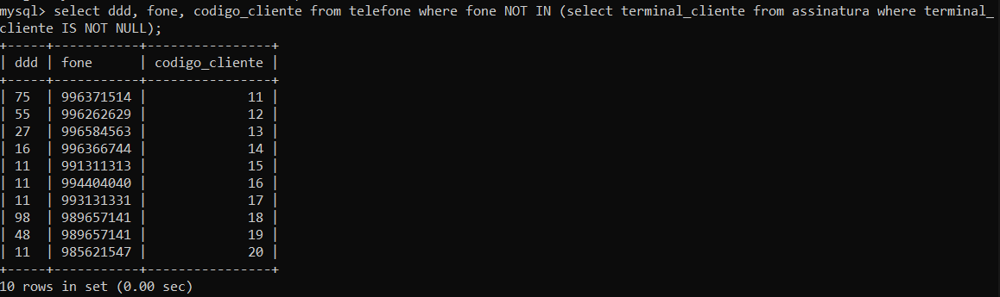 mysql> select ddd, fone, codigo_cliente from telefone where fone NOT IN (select terminal_cliente from assinatura where terminal_
cliente IS NOT NULL);
+-----+-----------+----------------+
| ddd | fone      | codigo_cliente |
+-----+-----------+----------------+
| 75  | 996371514 |             11 |
| 55  | 996262629 |             12 |
| 27  | 996584563 |             13 |
| 16  | 996366744 |             14 |
| 11  | 991311313 |             15 |
| 11  | 994404040 |             16 |
| 11  | 993131331 |             17 |
| 98  | 989657141 |             18 |
| 48  | 989657141 |             19 |
| 11  | 985621547 |             20 |
+-----+-----------+----------------+
10 rows in set (0.00 sec)